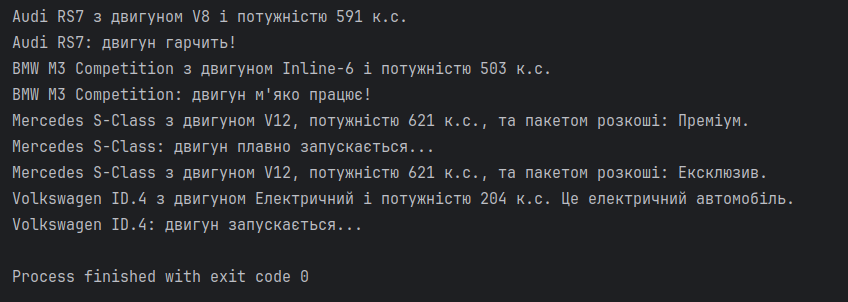 Audi RS7 з двигуном V8 і потужністю 591 к.с.
Audi RS7: двигун гарчить!
BMW M3 Competition з двигуном Inline-6 і потужністю 503 к.с.
BMW M3 Competition: двигун м'яко працює!
Mercedes S-Class з двигуном V12, потужністю 621 к.с., та пакетом розкоші: Преміум.
Mercedes S-Class: двигун плавно запускається...
Mercedes S-Class з двигуном V12, потужністю 621 к.с., та пакетом розкоші: Ексклюзив.
Volkswagen ID.4 з двигуном Електричний і потужністю 204 к.с. Це електричний автомобіль.
Volkswagen ID.4: двигун запускається...
Process finished with exit code 0